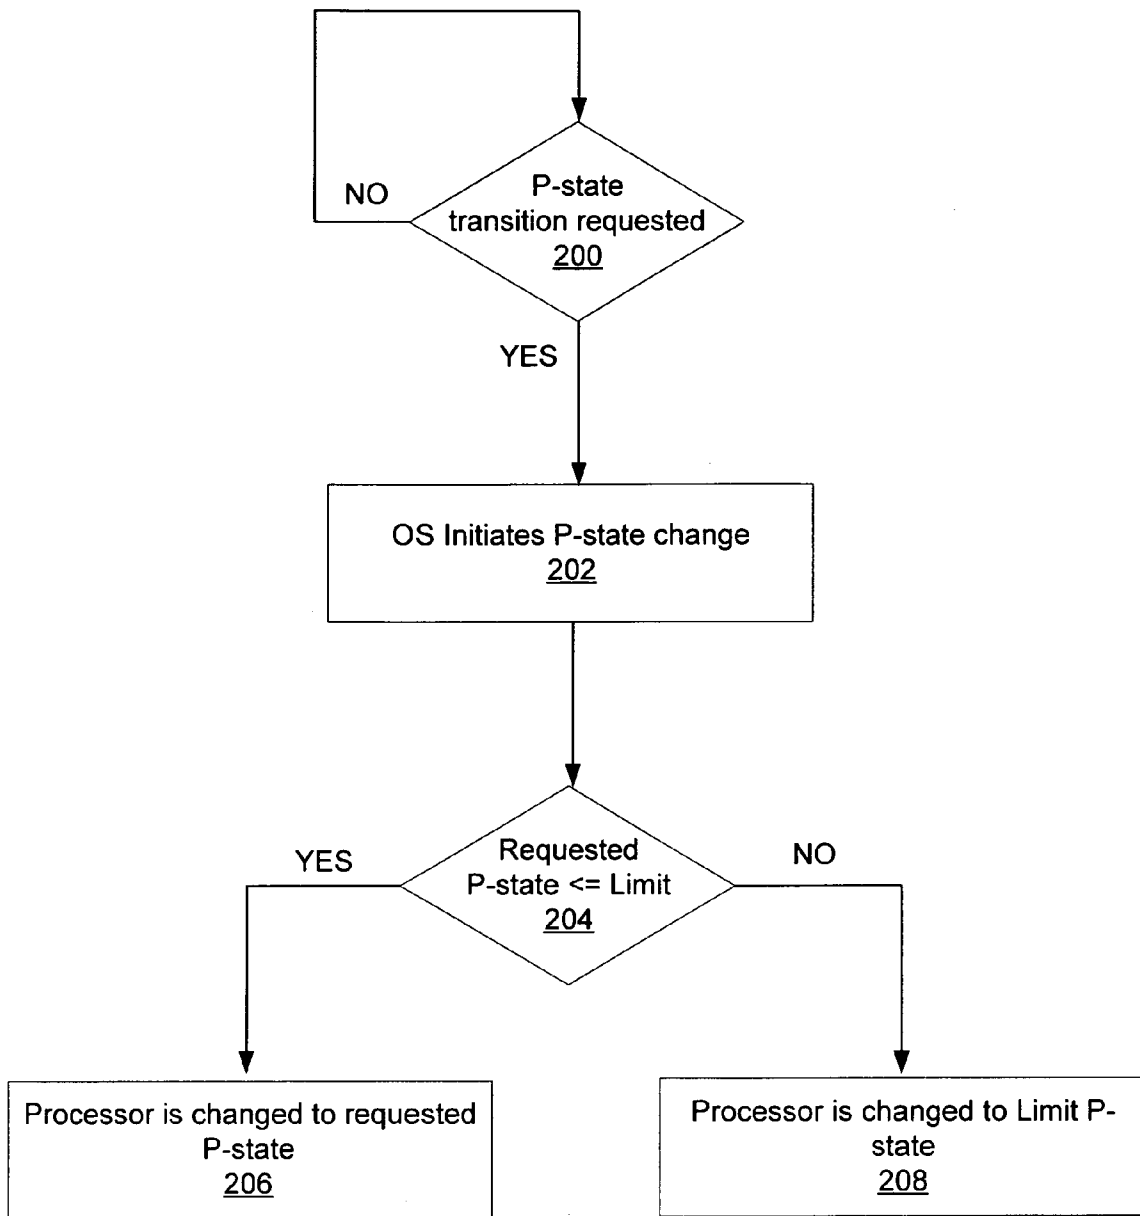 P-state
transition requested
200
NO
YES
OS Initiates P-state change
202
Requested
P-state <= Limit
204
YES
NO
Processor is changed to requested
P-state
206
Processor is changed to Limit P-
state
208